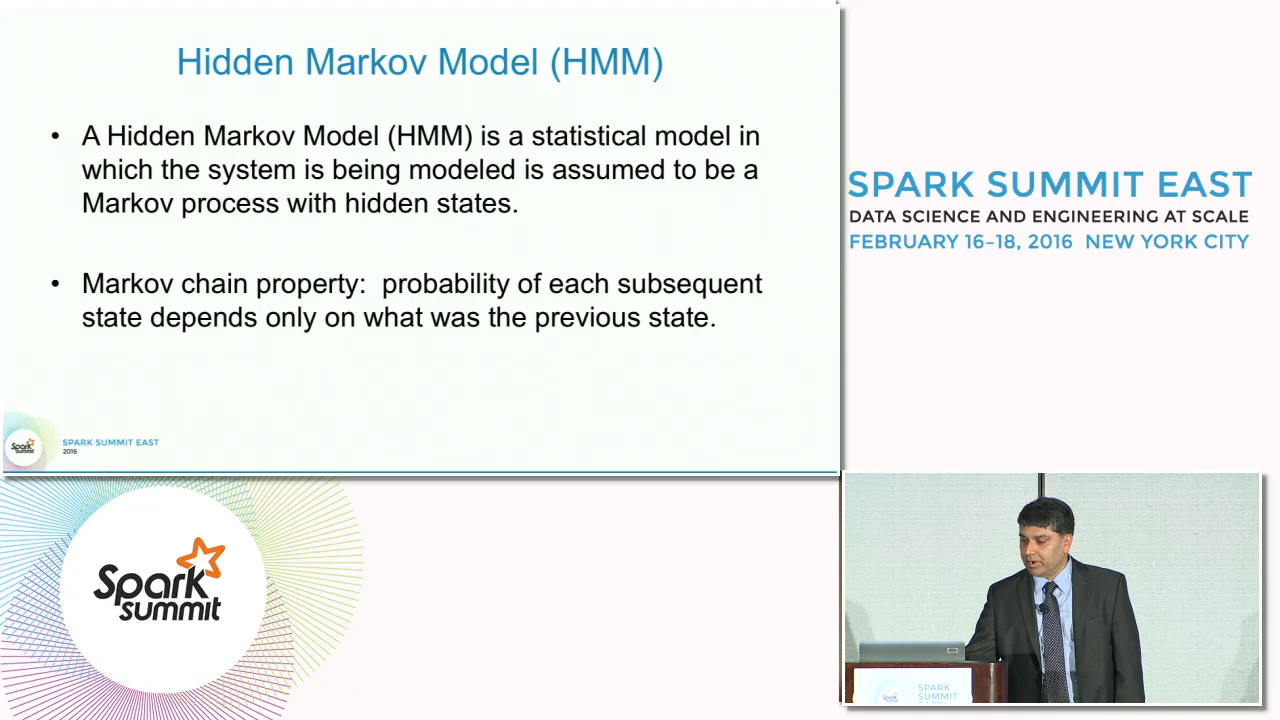 Hidden Markov Model (HMM)
• A Hidden Markov Model (HMM) is a statistical model in
which the system is being modeled is assumed to be a
Markov process with hidden states.
• Markov chain property: probability of each subsequent
state depends only on what was the previous state.
Spark
Summit
SPARK SUMMIT EAST
2016
SPARK SUMMIT EAST
DATA SCIENCE AND ENGINEERING AT SCALE
FEBRUARY 16–18, 2016 NEW YORK CITY
Spark
summit
SPARK
SUMMIT